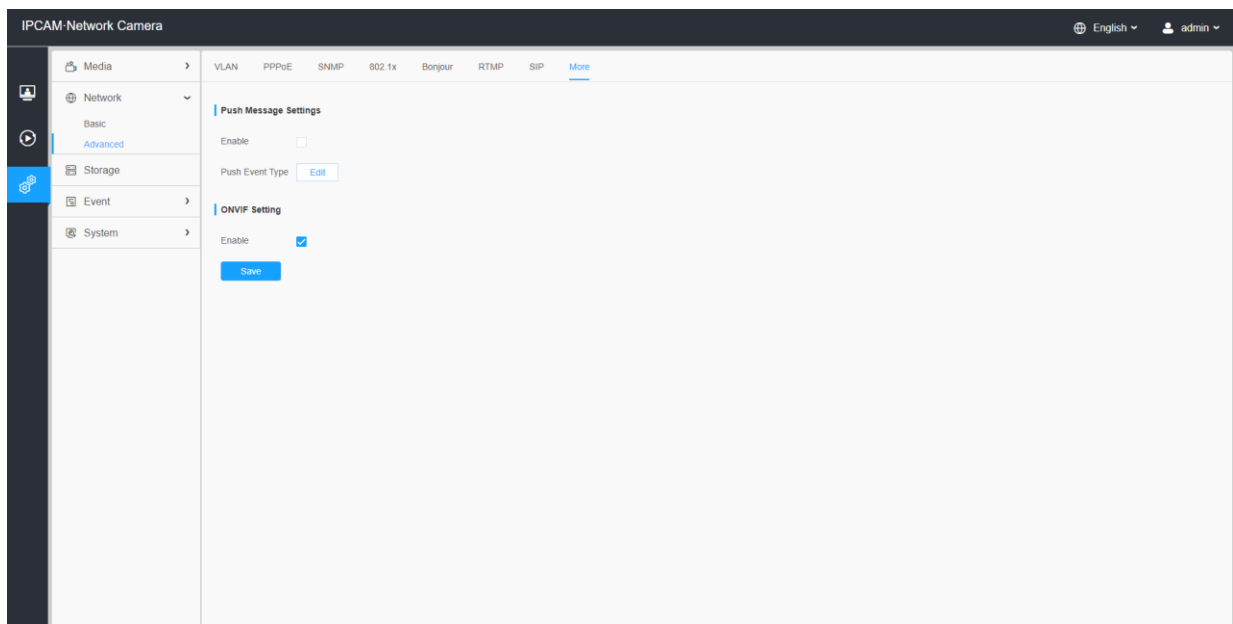 IPCAM-Network Camera
English
admin
Media
Network
Basic
Advanced
Storage
Event
System
VLAN PPPoE SNMP 802.1x Bonjour RTMP SIP More
Push Message Settings
Enable
Push Event Type Edit
ONVIF Setting
Enable
Save